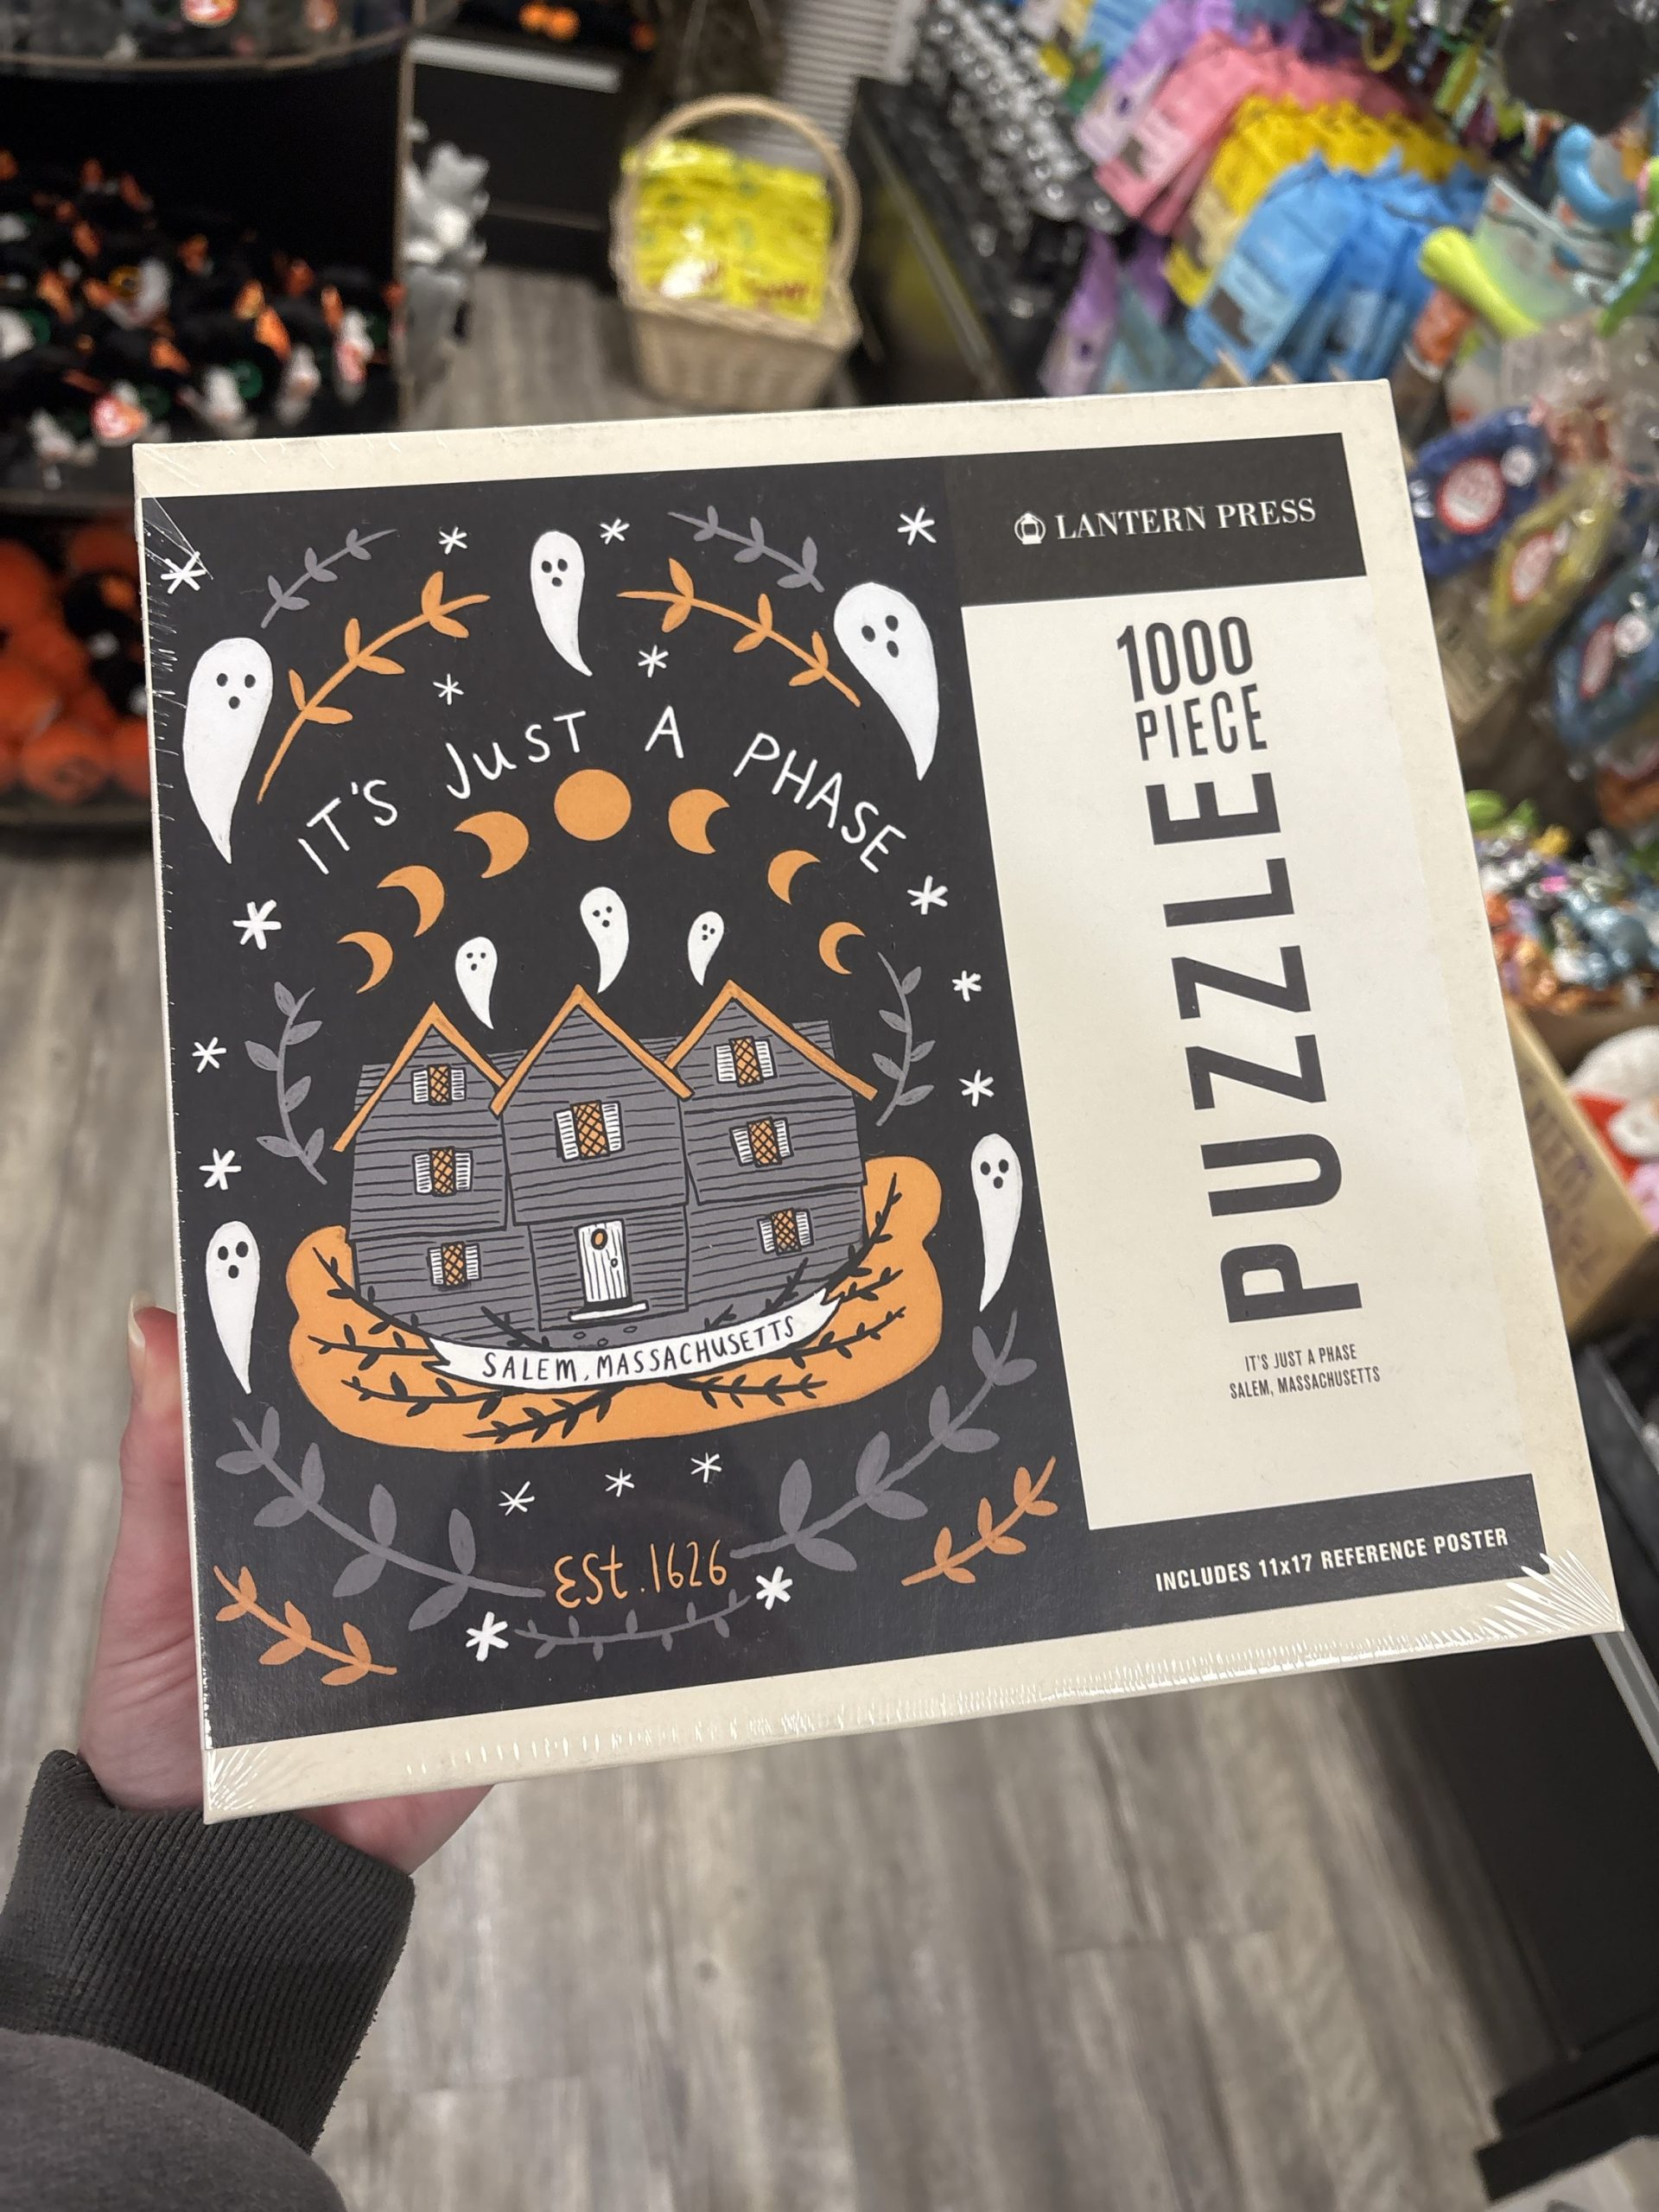 IT'S JUST A PHASE
SALEM, MASSACHUSETTS
Est. 1626
LANTERN PRESS
1000
PIECE
PUZZLE
IT'S JUST A PHASE
SALEM, MASSACHUSETTS
INCLUDES 11x17 REFERENCE POSTER